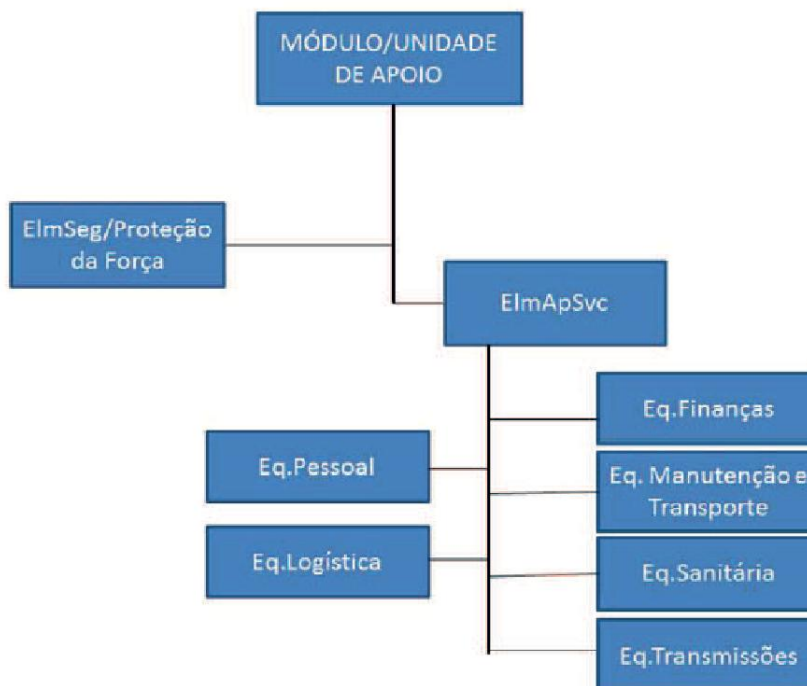 MÓDULO/UNIDADE
DE APOIO
ElmSeg/Proteção
da Força
ElmApSvc
Eq.Finanças
Eq.Pessoal
Eq. Manutenção e
Transporte
Eq.Logística
Eq.Sanitária
Eq.Transmissões